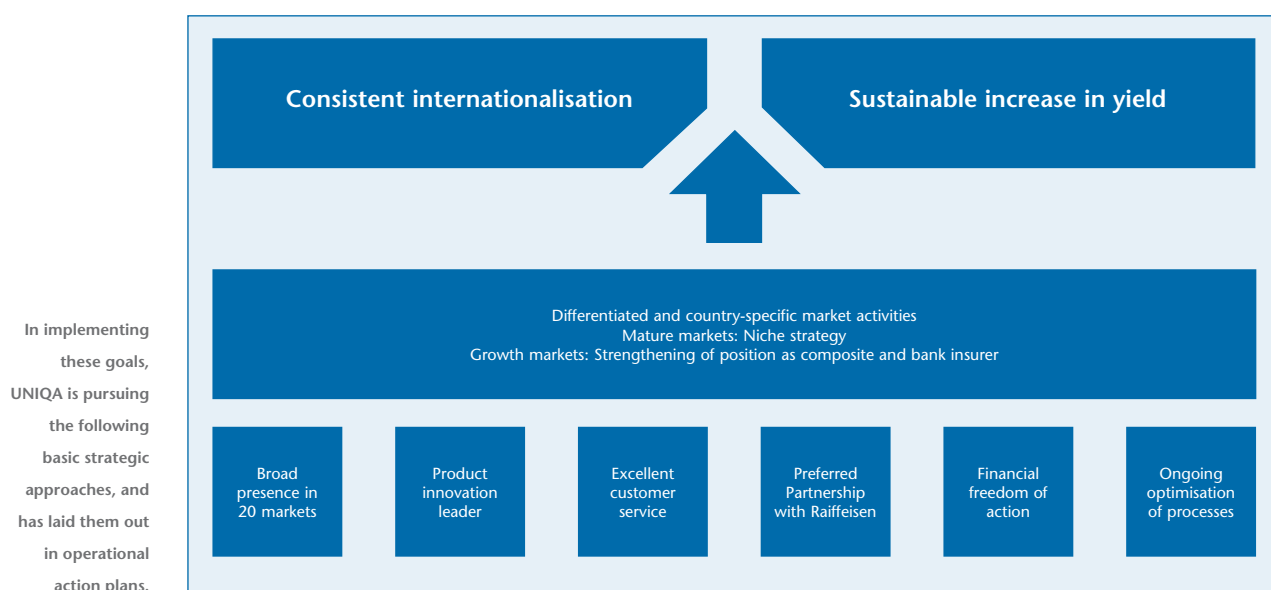 Consistent internationalisation
Sustainable increase in yield
Differentiated and country-specific market activities
Mature markets: Niche strategy
Growth markets: Strengthening of position as composite and bank insurer
In implementing
these goals,
UNIQA is pursuing
the following
basic strategic
approaches, and
has laid them out
in operational
action plans.
Broad
presence in
20 markets
Product
innovation
leader
Excellent
customer
service
Preferred
Partnership
with Raiffeisen
Financial
freedom of
action
Ongoing
optimisation
of processes